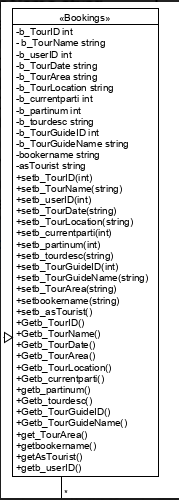 «Bookings»
-b_TourID int
- b_TourName string
-b_userID int
-b_TourDate string
-b_TourArea string
-b_TourLocation string
-b_currentparti int
-b_partinum int
-b_tourdesc string
-b_TourGuideID int
-b_TourGuideName string
-bookername string
-asTourist string
+setb_TourID(int)
+setb_TourName(string)
+setb_userID(int)
+setb_TourDate(string)
+setb_TourLocation(string)
+setb_currentparti(int)
+setb_partinum(int)
+setb_tourdesc(string)
+setb_TourGuideID(int)
+setb_TourGuideName(string)
+setb_TourArea(string)
+setbookername(string)
+setb_asTourist()
+Getb_TourID()
+Getb_TourName()
+Getb_TourDate()
+Getb_TourArea()
+Getb_TourLocation()
+Getb_currentparti()
+getb_partinum()
+Getb_tourdesc()
+Getb_TourGuideID()
+Getb_TourGuideName()
+get_TourArea()
+getbookername()
+getAsTourist()
+getb_userID()
*